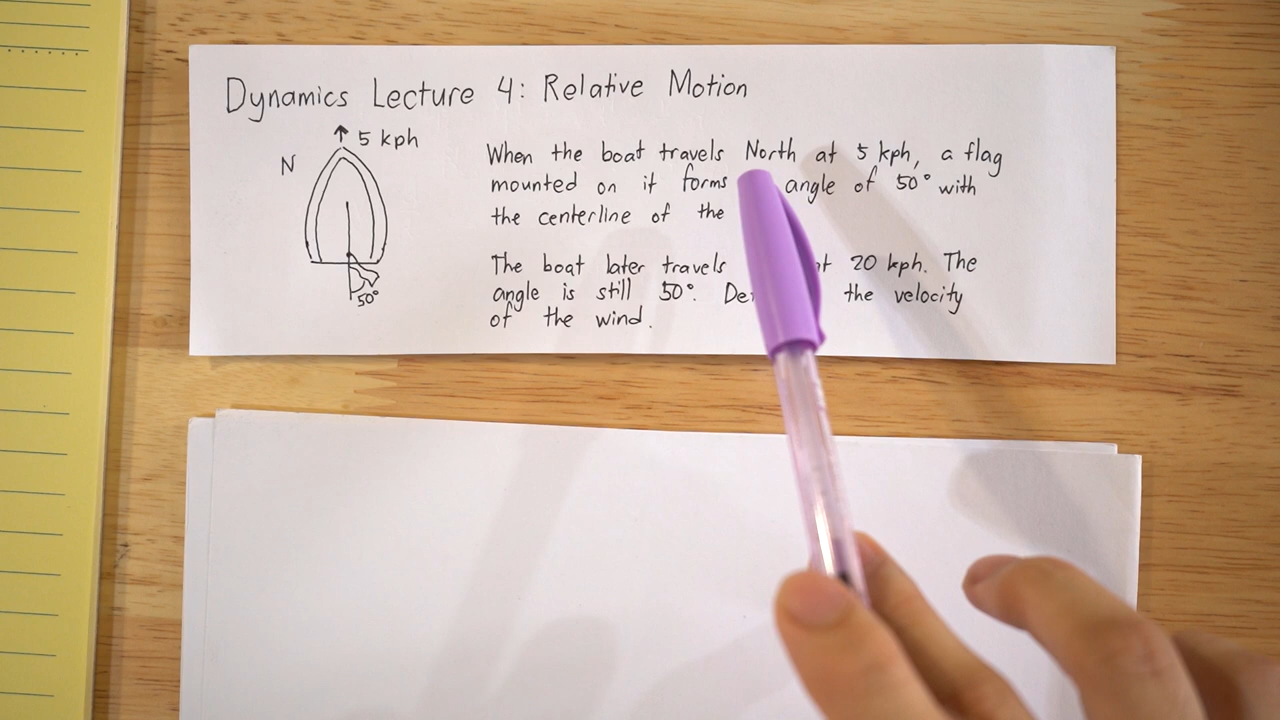 Dynamics Lecture 4: Relative Motion
5 kph
N
50°
When the boat travels North at 5 kph, a flag
mounted on it forms angle of 50° with
the centerline of the
The boat later travels 20 kph. The
angle is still 50°. the velocity
of the wind.